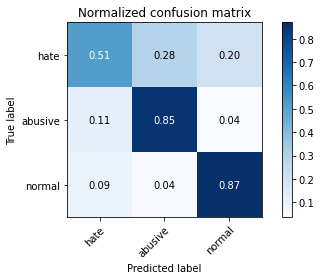 Normalized confusion matrix
True label
hate 0.51 0.28 0.20
abusive 0.11 0.85 0.04
normal 0.09 0.04 0.87
hate abusive normal
Predicted label
0.8
0.7
0.6
0.5
0.4
0.3
0.2
0.1